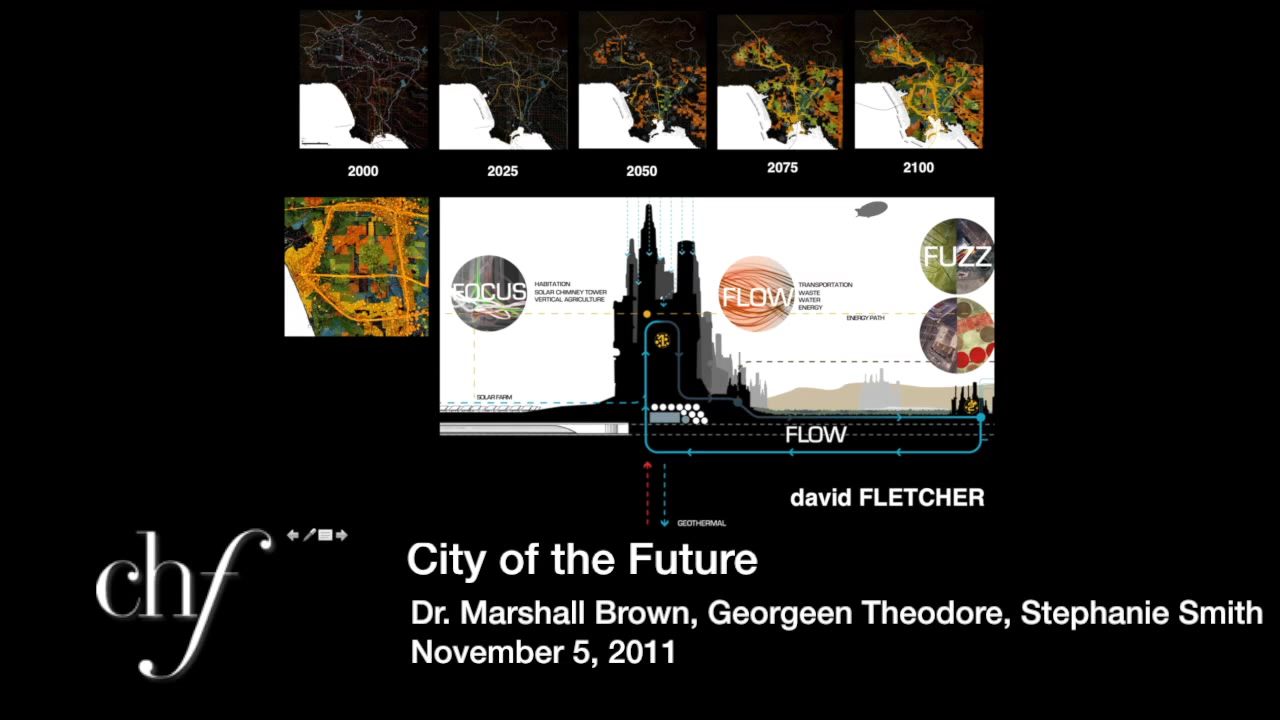 2000
2025
2050
2075
2100
FOCUS
HABITATION
SOLAR CHIMNEY TOWER
VERTICAL AGRICULTURE
FLOW
TRANSPORTATION
WASTE
WATER
ENERGY
FUZZ
ENERGY PATH
SOLAR FARM
FLOW
david FLETCHER
GEOTHERMAL
chf
City of the Future
Dr. Marshall Brown, Georgeen Theodore, Stephanie Smith
November 5, 2011